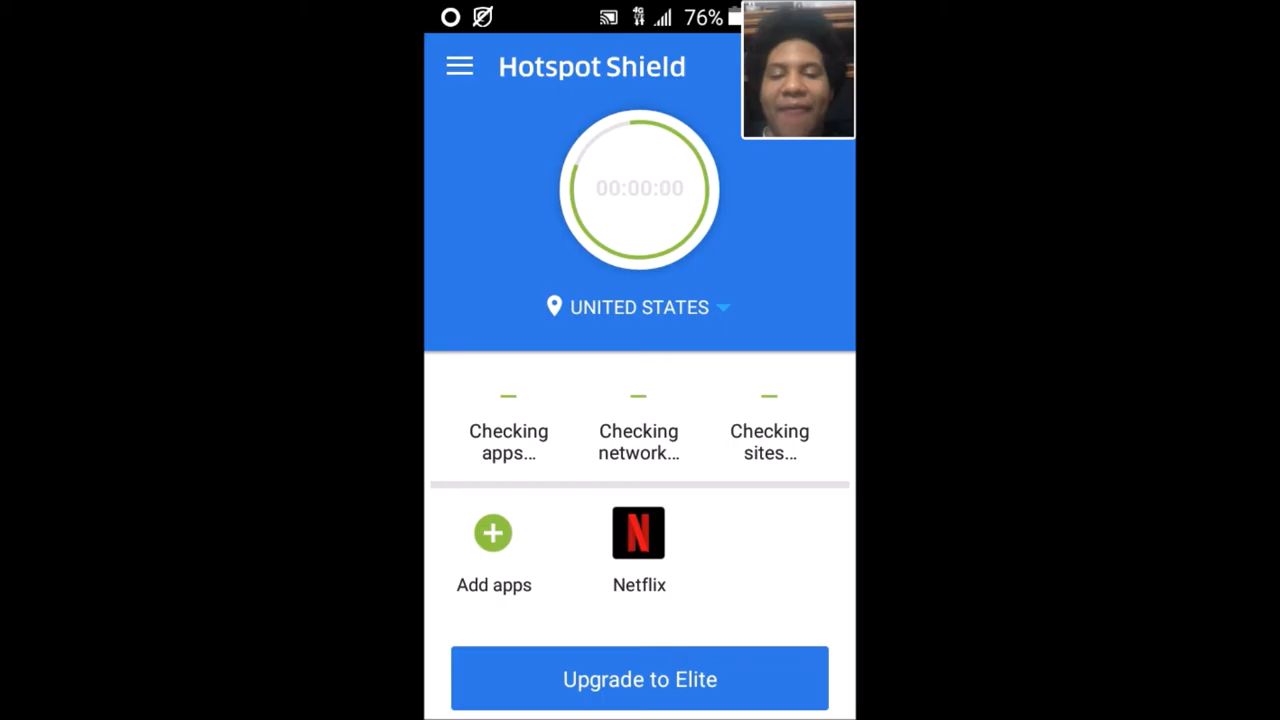 4G 76%
Hotspot Shield
00:00:00
UNITED STATES
Checking apps...
Checking network...
Checking sites...
Add apps
N
Netflix
Upgrade to Elite